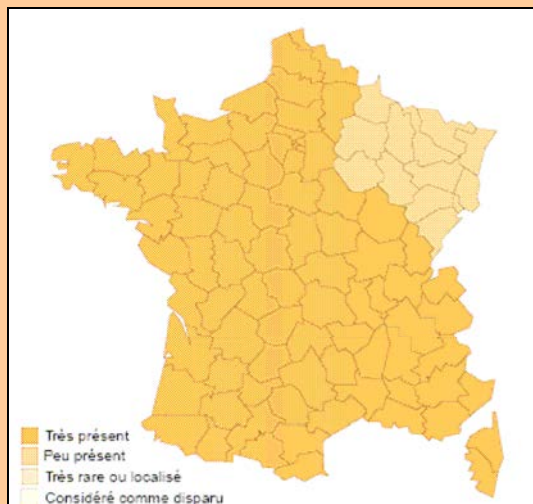 Très présent
Peu présent
Très rare ou localisé
Considéré comme disparu